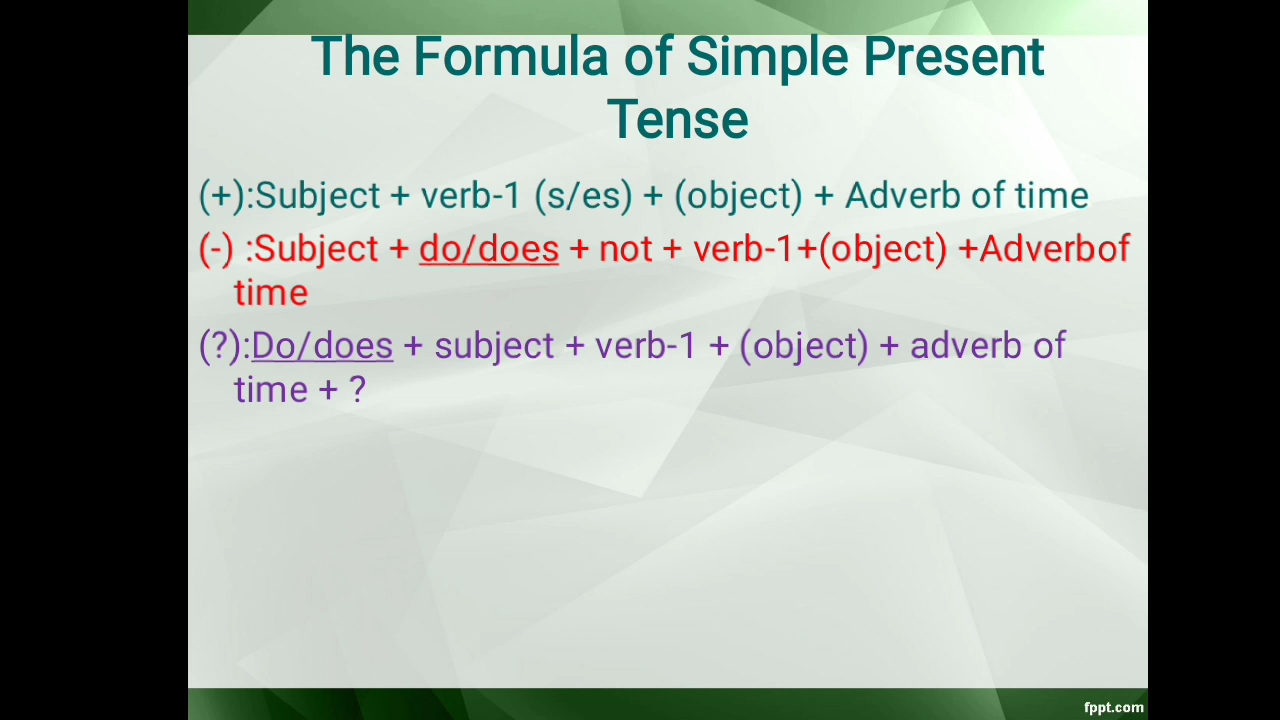 The Formula of Simple Present
Tense
(+):Subject + verb-1 (s/es) + (object) + Adverb of time
(-) :Subject + do/does + not + verb-1+(object) +Adverbof
time
(?):Do/does + subject + verb-1 + (object) + adverb of
time + ?
fppt.com